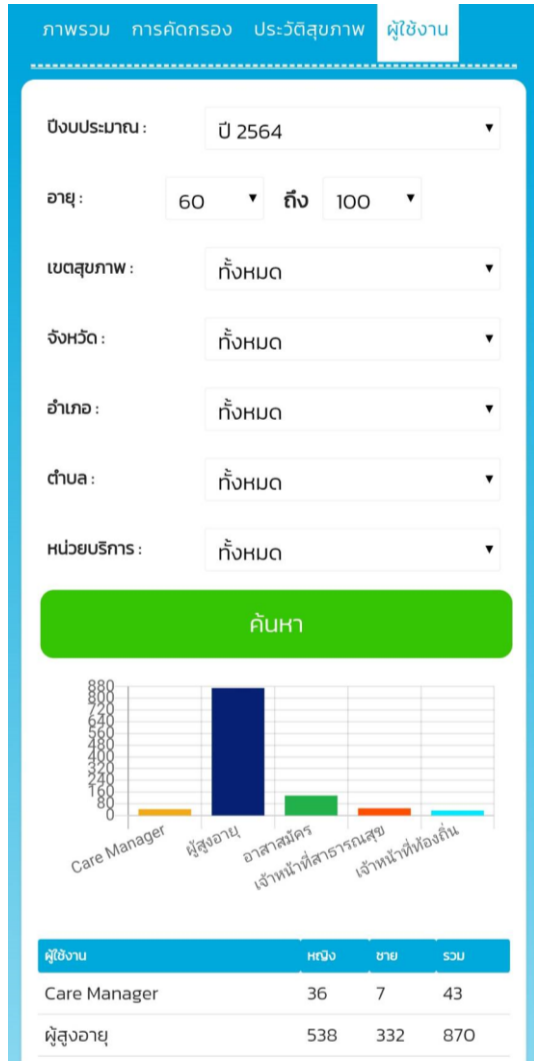 ภาพรวม การคัดกรอง ประวัติสุขภาพ ผู้ใช้งาน
ปีงบประมาณ : ปี 2564
อายุ : 60 ถึง 100
เขตสุขภาพ : ทั้งหมด
จังหวัด : ทั้งหมด
อำเภอ : ทั้งหมด
ตำบล : ทั้งหมด
หน่วยบริการ : ทั้งหมด
ค้นหา
880
800
720
640
560
480
400
320
240
160
80
0
Care Manager ผู้สูงอายุ อาสาสมัคร เจ้าหน้าที่สาธารณสุข เจ้าหน้าที่ท้องถิ่น
ผู้ใช้งาน หญิง ชาย รวม
Care Manager 36 7 43
ผู้สูงอายุ 538 332 870